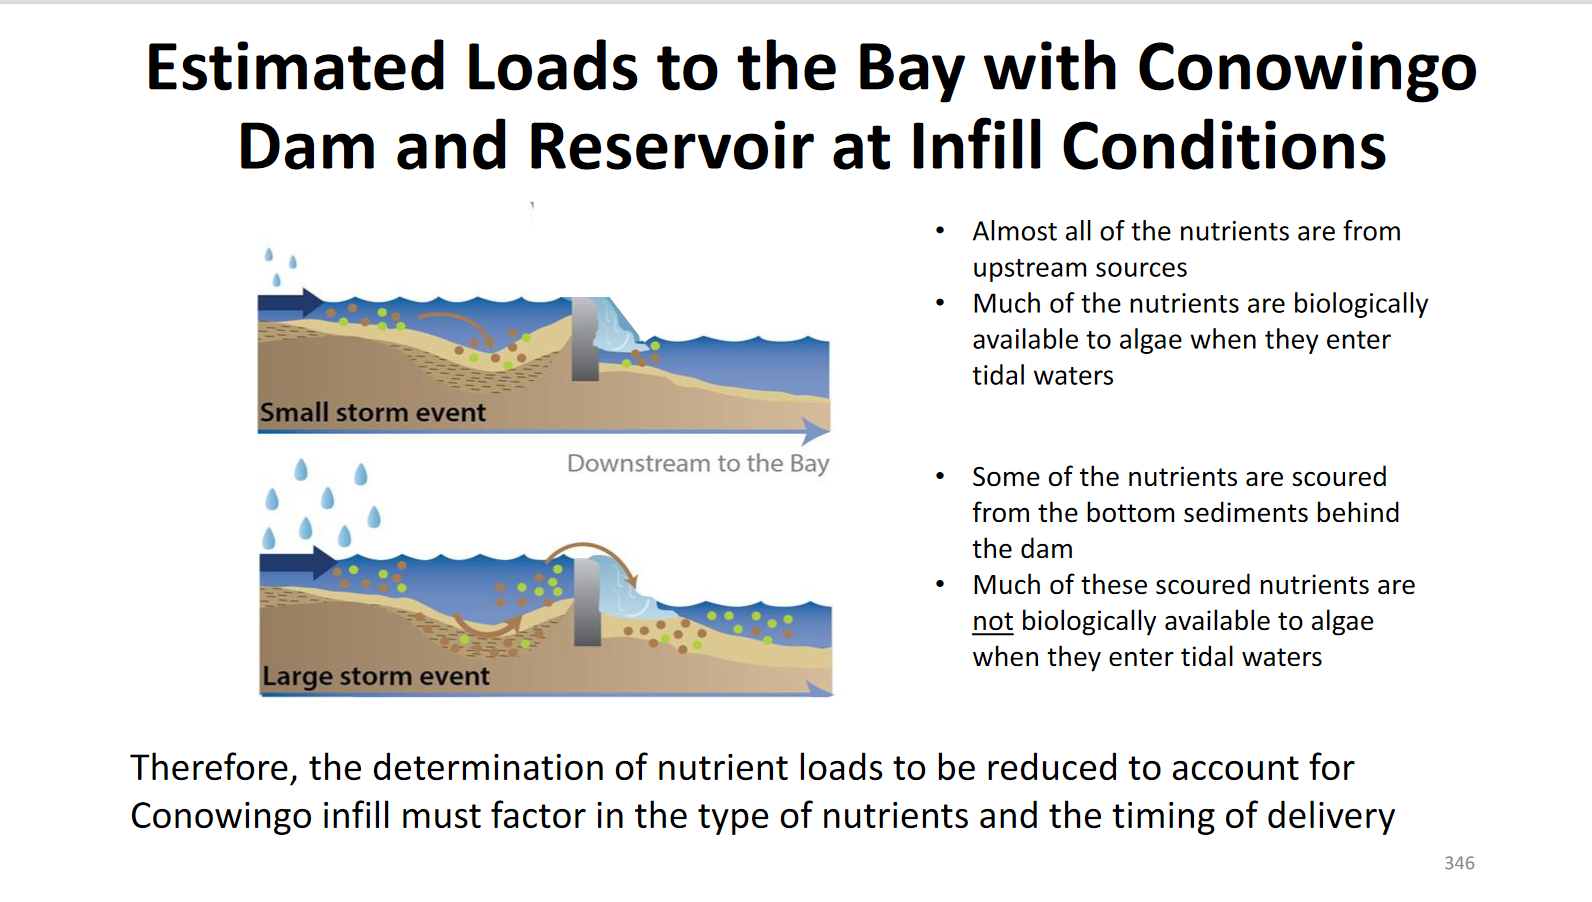 Estimated Loads to the Bay with Conowingo
Dam and Reservoir at Infill Conditions
• Almost all of the nutrients are from
upstream sources
• Much of the nutrients are biologically
available to algae when they enter
tidal waters
Small storm event
Downstream to the Bay
• Some of the nutrients are scoured
from the bottom sediments behind
the dam
• Much of these scoured nutrients are
not biologically available to algae
when they enter tidal waters
Large storm event
Therefore, the determination of nutrient loads to be reduced to account for
Conowingo infill must factor in the type of nutrients and the timing of delivery
346